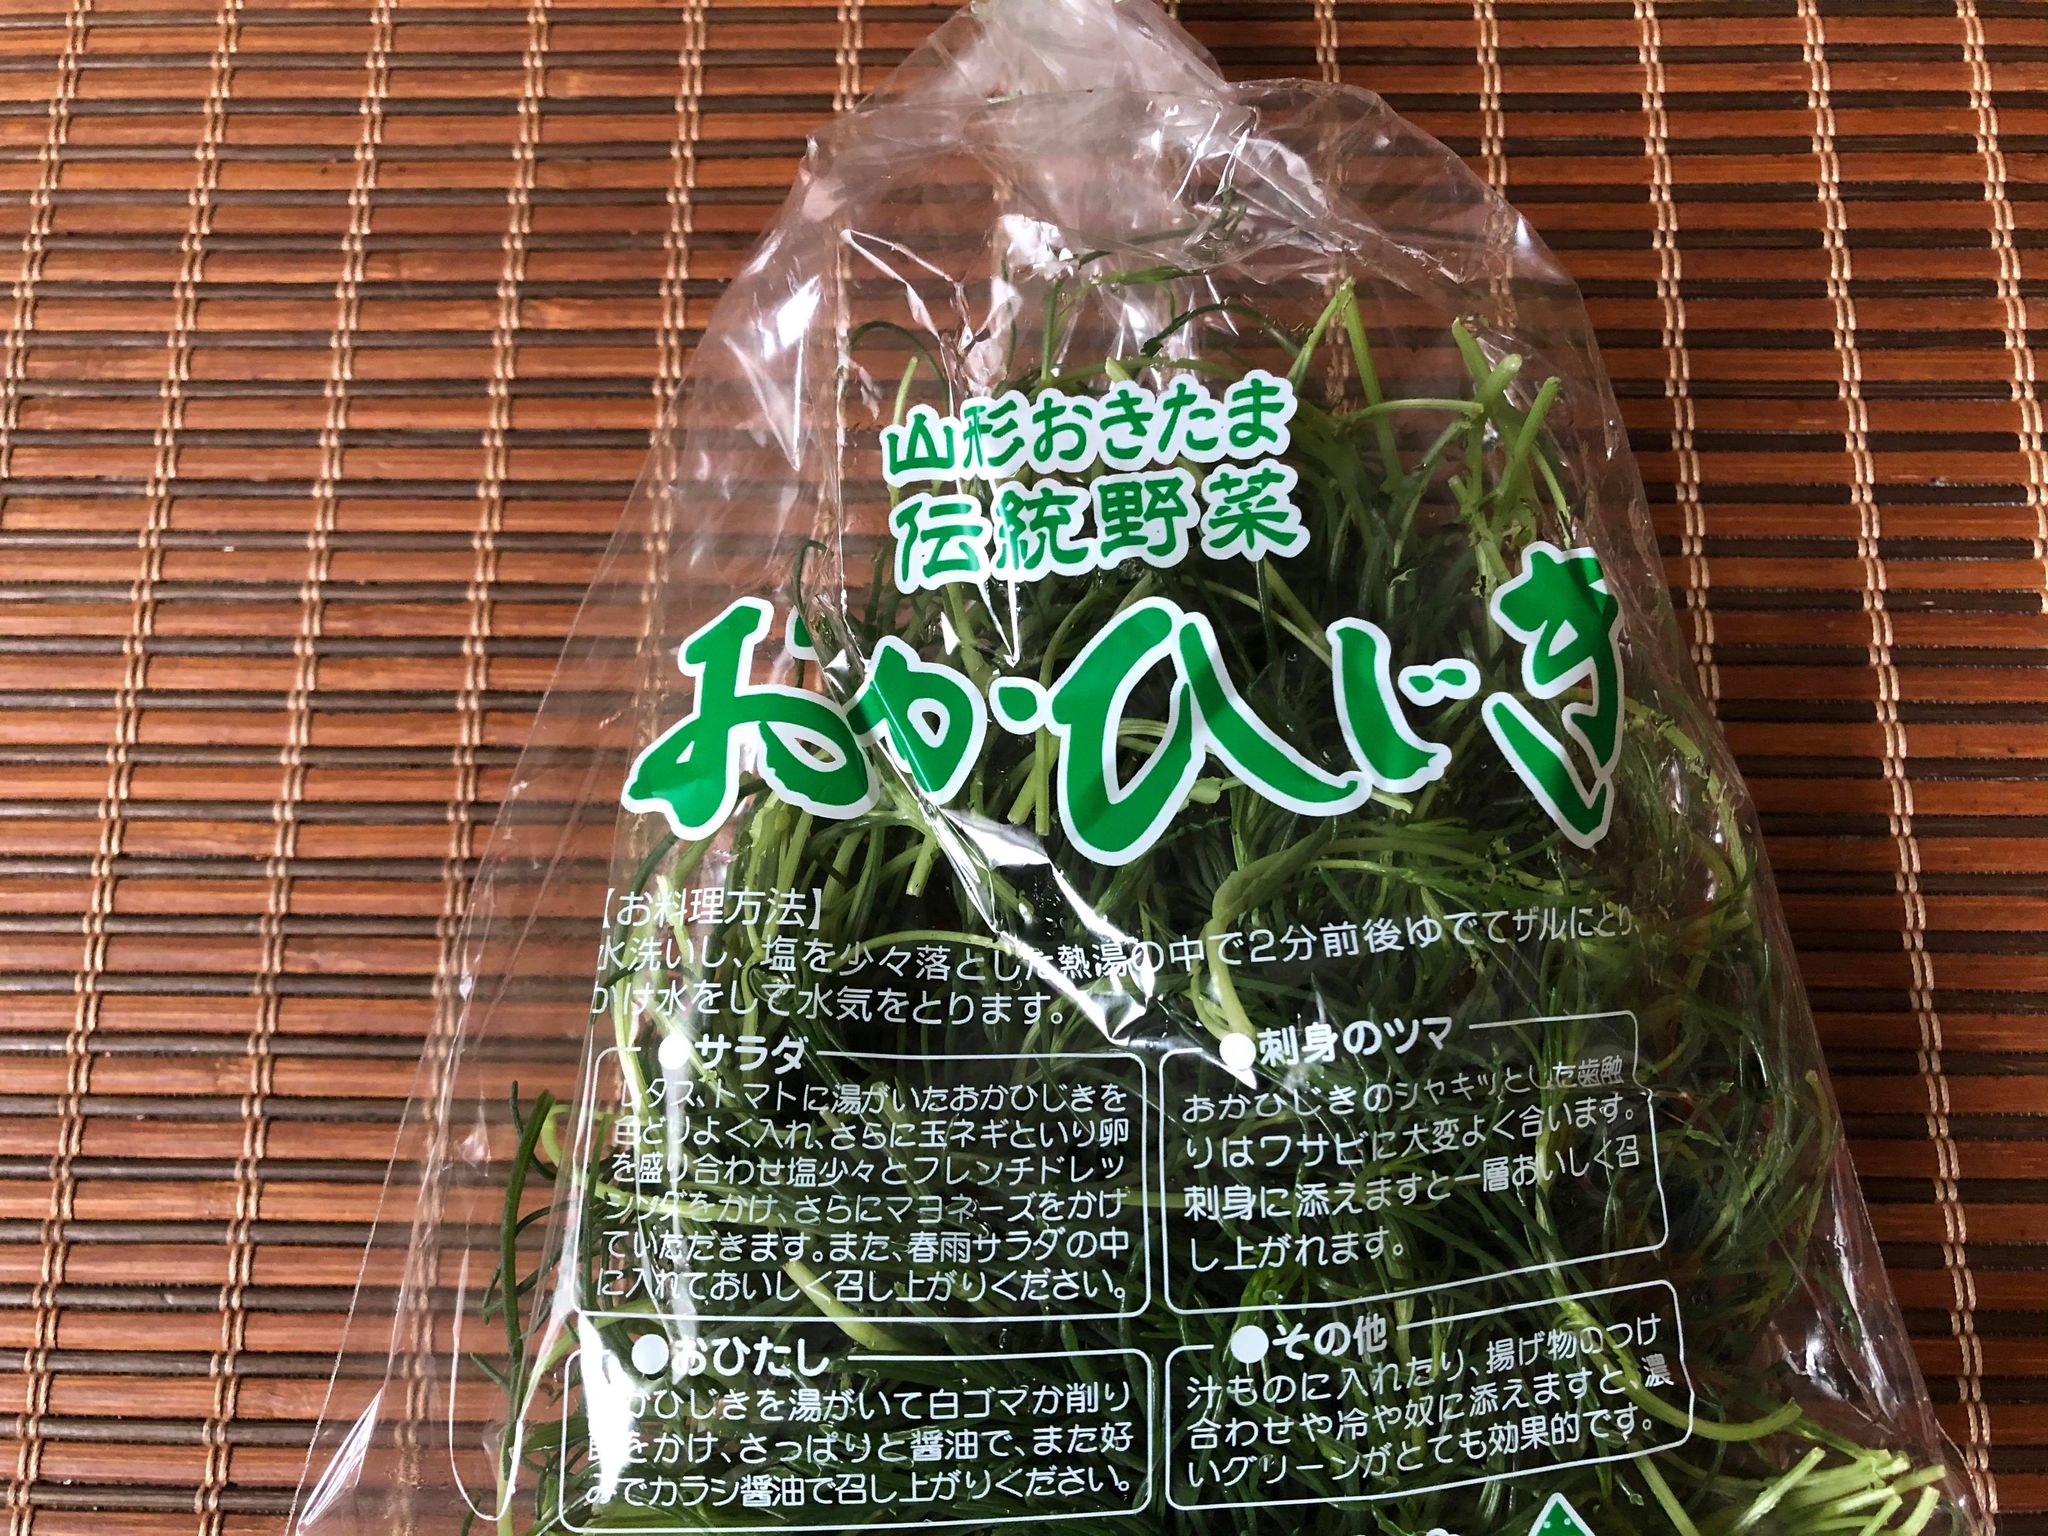 山形おきたま
伝統野菜
おかひじき
【お料理方法】
水洗いし、塩を少々落とした熱湯の中で2分前後ゆでてザルにとり、
かけ水をして水気をとります。
●サラダ
レタス、トマトに湯がいたおかひじきを
色どりよく入れ、さらに玉ネギといり卵
を盛り合わせ塩少々とフレンチドレッ
シングをかけ、さらにマヨネーズをかけ
ていただきます。また、春雨サラダの中
に入れておいしく召し上がりください。
●刺身のツマ
おかひじきのシャキッとした歯触
りはワサビに大変よく合います。
刺身に添えますと一層おいしく召
し上がれます。
●おひたし
おかひじきを湯がいて白ゴマか削り
節をかけ、さっぱりと醤油で、また好
みでカラシ醤油で召し上がりください。
●その他
汁ものに入れたり、揚げ物のつけ
合わせや冷や奴に添えますと、濃
いグリーンがとても効果的です。